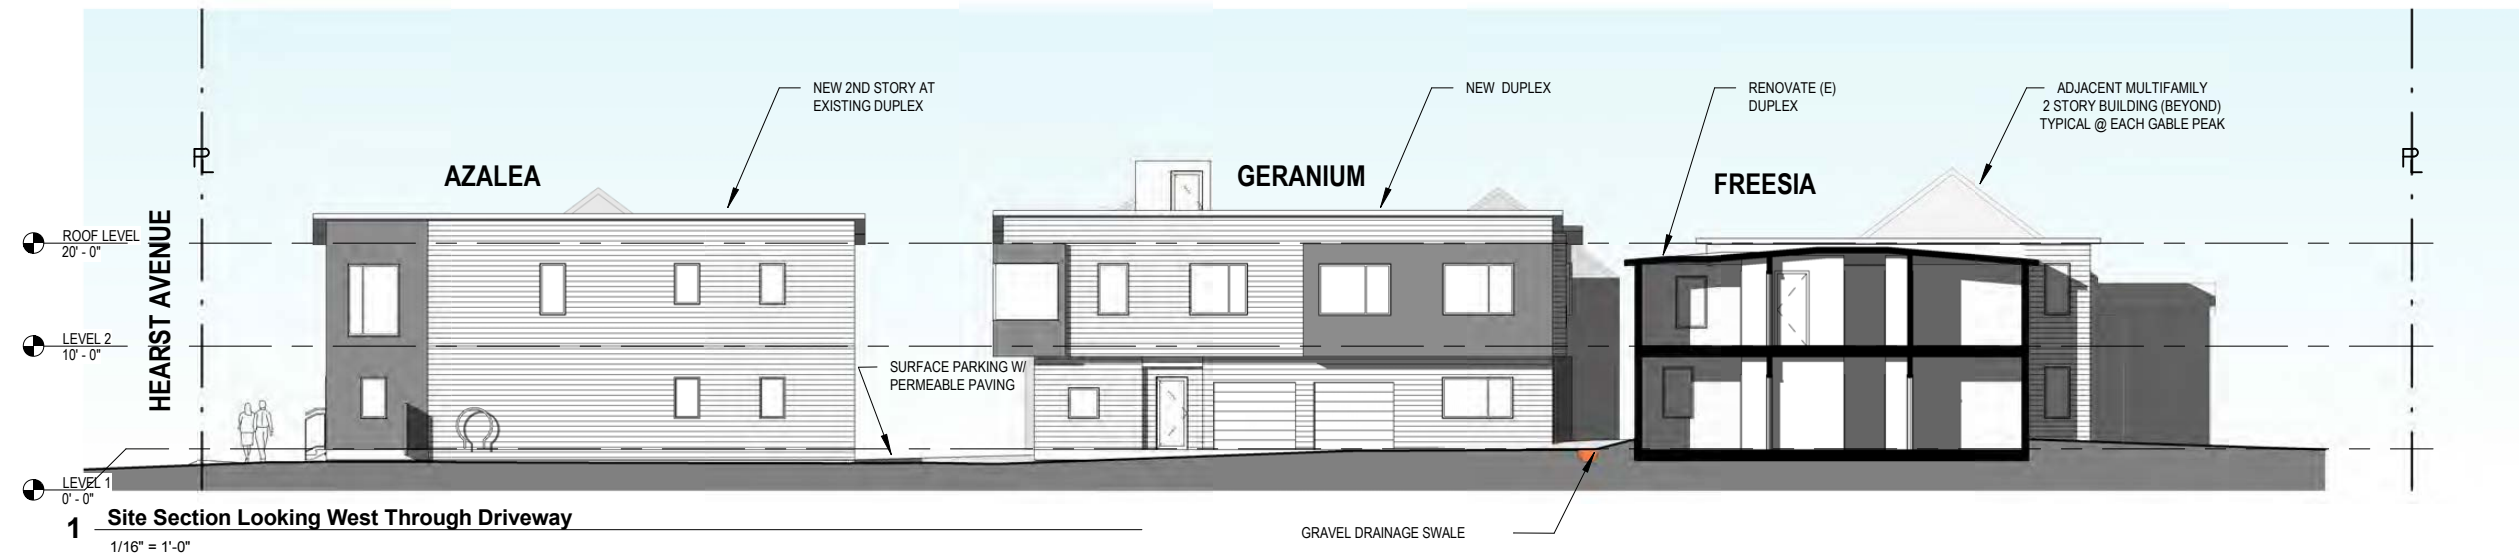 NEW 2ND STORY AT
EXISTING DUPLEX
NEW DUPLEX
RENOVATE (E)
DUPLEX
ADJACENT MULTIFAMILY
2 STORY BUILDING (BEYOND)
TYPICAL @ EACH GABLE PEAK
PL
PL
AZALEA
GERANIUM
FREESIA
HEARST AVENUE
ROOF LEVEL
20' - 0"
LEVEL 2
10' - 0"
SURFACE PARKING W/
PERMEABLE PAVING
LEVEL 1
0' - 0"
1 Site Section Looking West Through Driveway
1/16" = 1'-0"
GRAVEL DRAINAGE SWALE